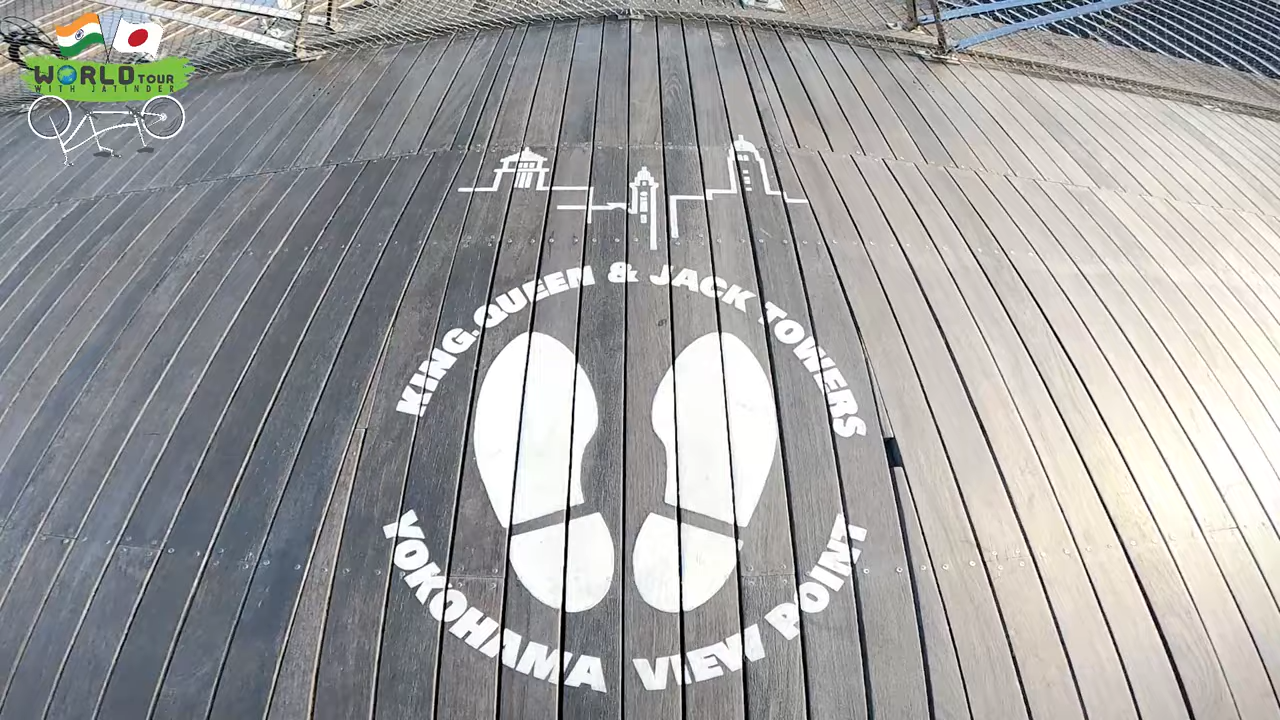 WORLD TOUR
WITH JATINDER
KING, QUEEN & JACK TOWERS
YOKOHAMA VIEW POINT